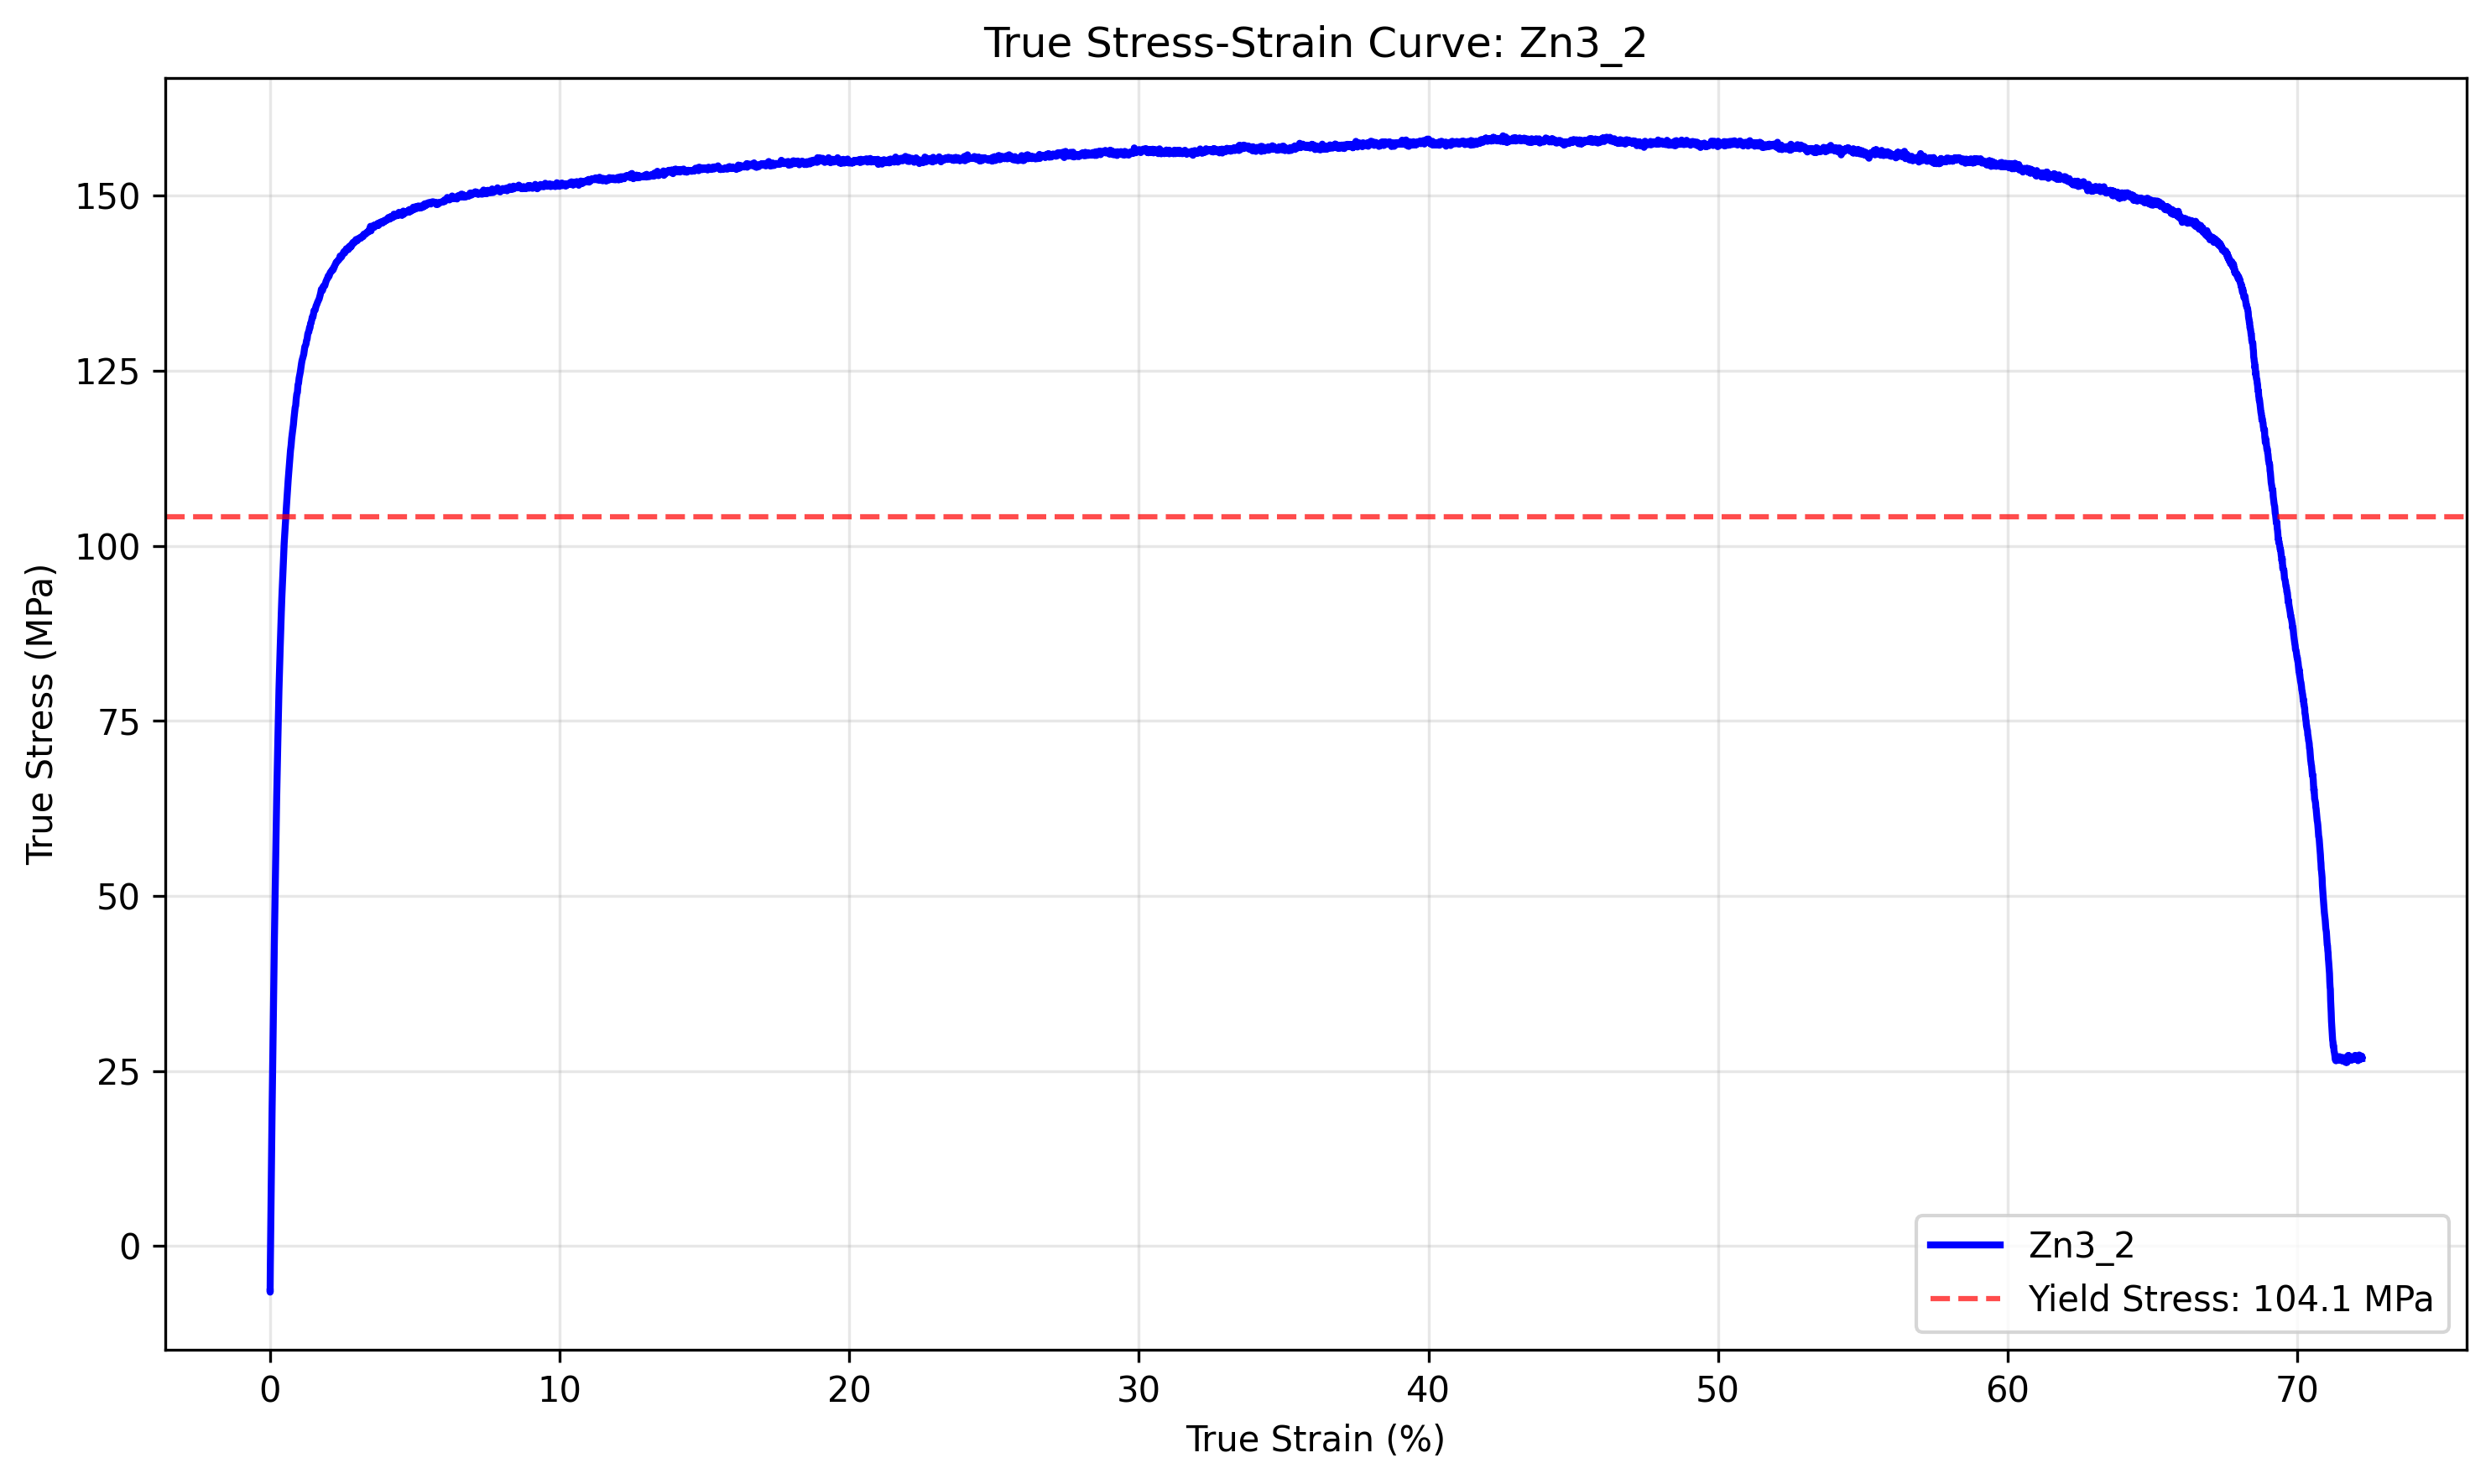 True Stress-Strain Curve: Zn3_2
True Stress (MPa)
150
125
100
75
50
25
0
0 10 20 30 40 50 60 70
True Strain (%)
Zn3_2
Yield Stress: 104.1 MPa